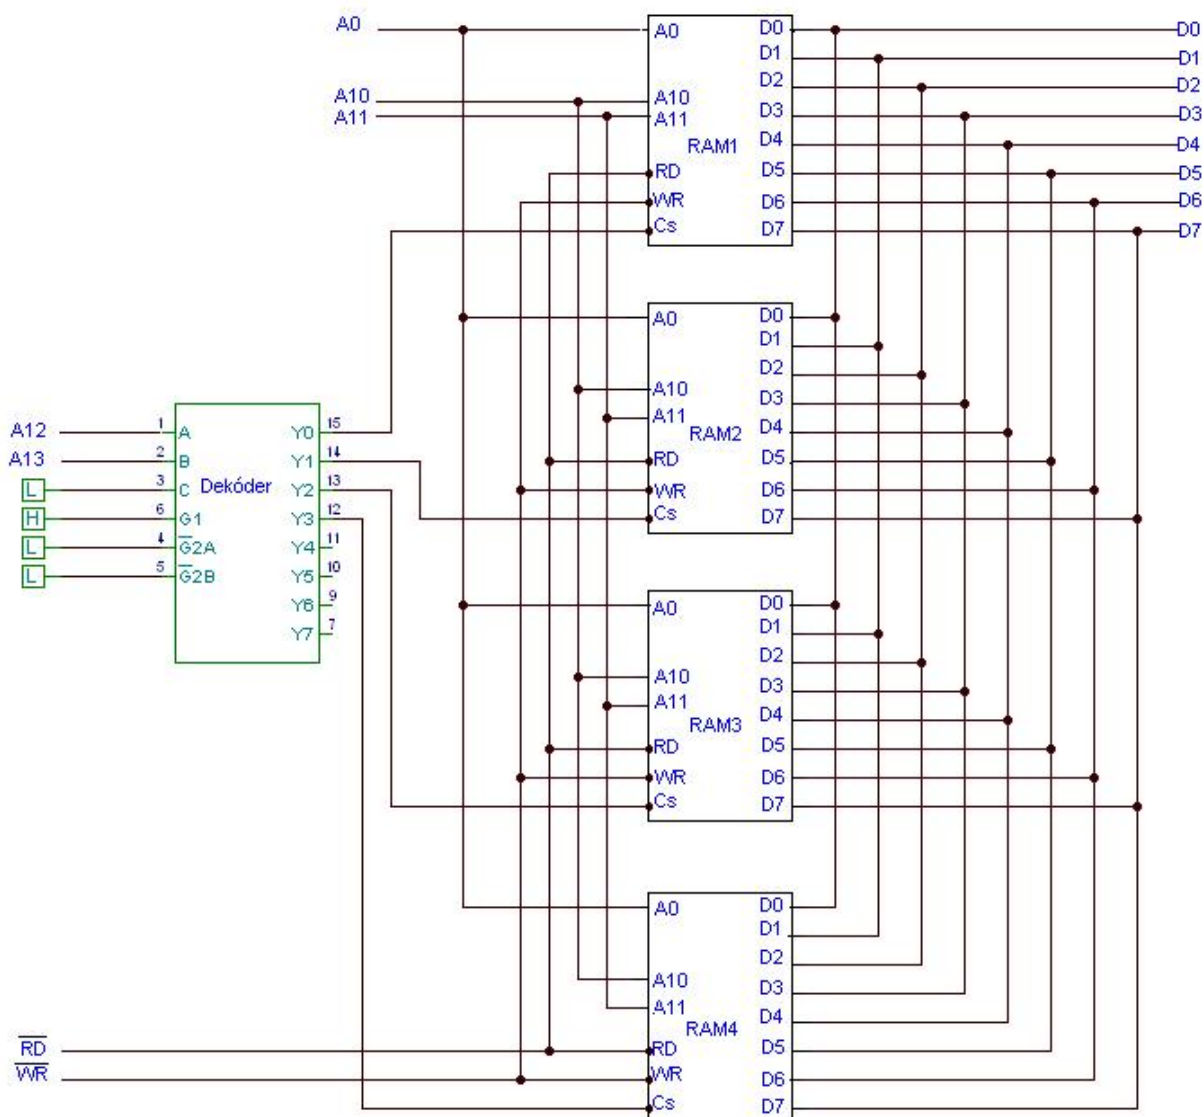 A0
A10
A11
A0
A10
A11
RAM1
RD
WR
Cs
D0
D1
D2
D3
D4
D5
D6
D7
D0
D1
D2
D3
D4
D5
D6
D7
A0
A10
A11
RAM2
RD
WR
Cs
D0
D1
D2
D3
D4
D5
D6
D7
A12
A13
L
H
L
L
1
2
3
6
4
5
A
B
C
G1
G2A
G2B
Dekóder
Y0
Y1
Y2
Y3
Y4
Y5
Y6
Y7
15
14
13
12
11
10
9
7
A0
A10
A11
RAM3
RD
WR
Cs
D0
D1
D2
D3
D4
D5
D6
D7
A0
A10
A11
RAM4
RD
WR
Cs
D0
D1
D2
D3
D4
D5
D6
D7
RD
WR